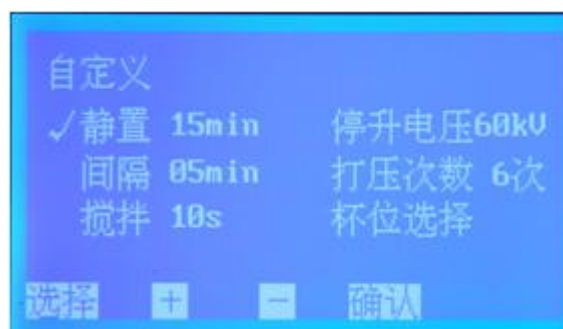 自定义
✓静置 15min 停升电压60kV
间隔 05min 打压次数 6次
搅拌 10s 杯位选择
选择 + - 确认